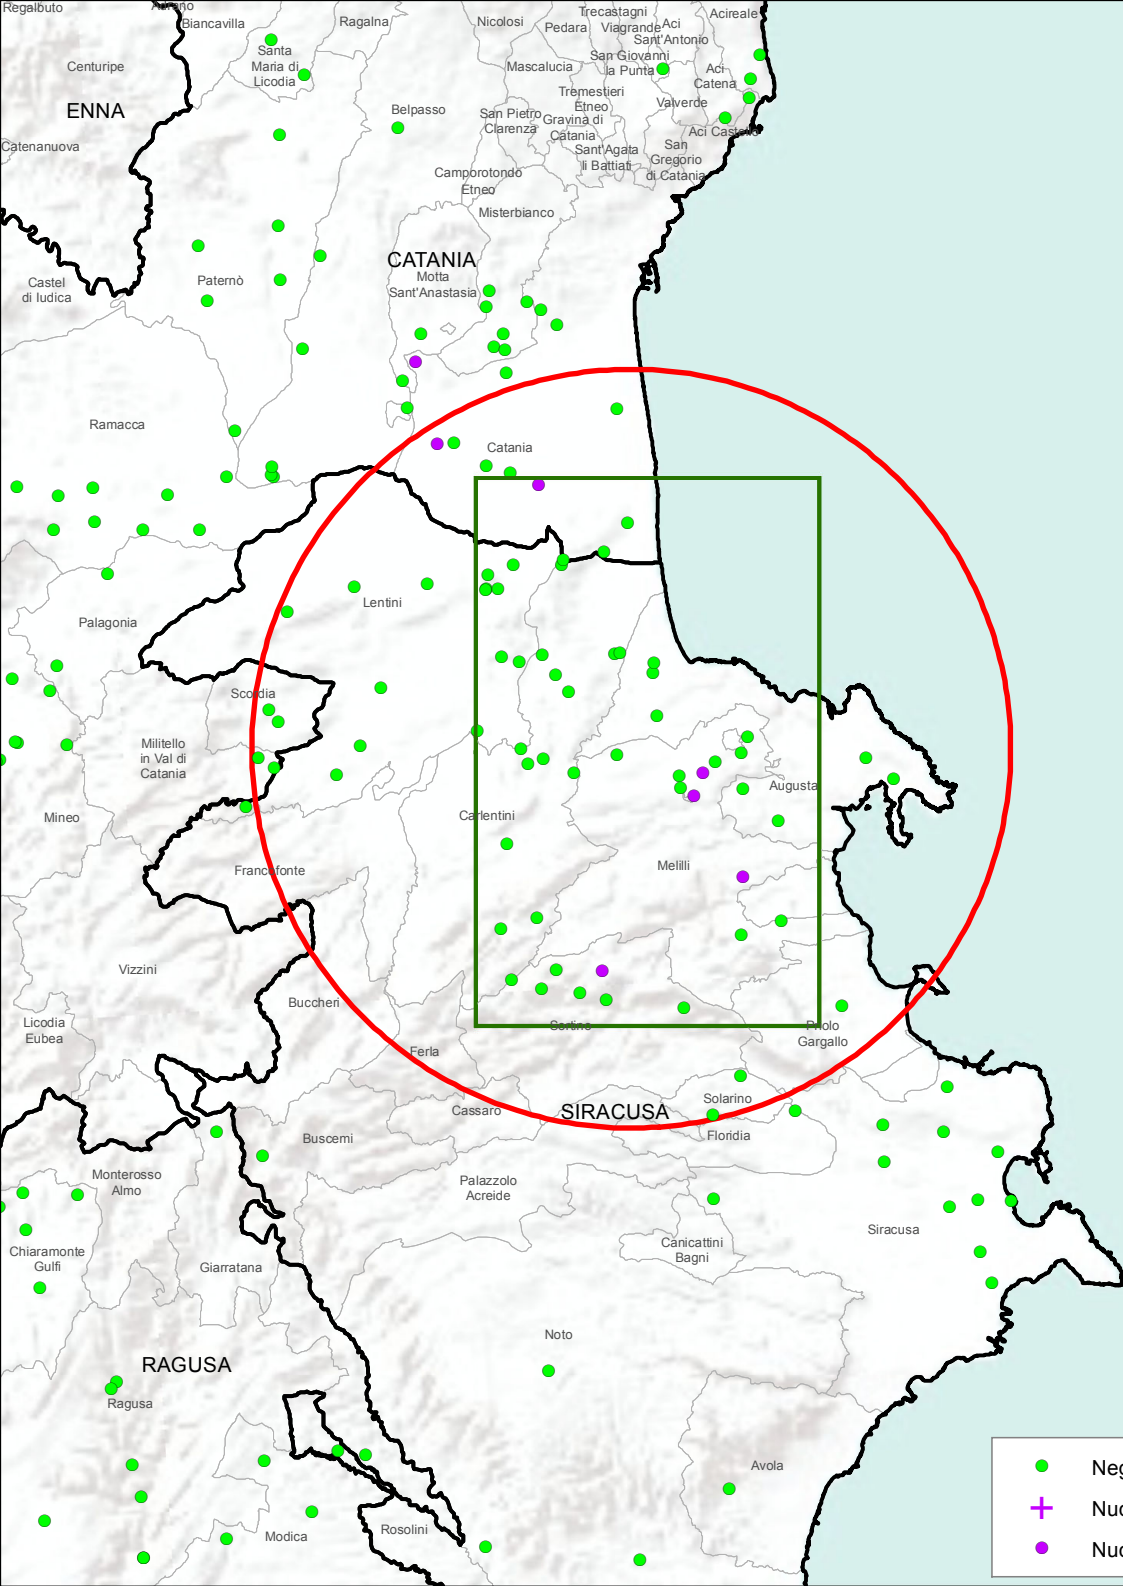 Regalbuto
Adrano
Biancavilla
Ragalna
Nicolosi
Trecastagni
Pedara
Viagrande
Aci
Sant'Antonio
Acireale
Centuripe
Santa
Maria di
Licodia
Mascalucia
San Giovanni
la Punta
Aci
Catena
ENNA
Belpasso
San Pietro
Clarenza
Tremestieri
Etneo
Gravina di
Catania
Valverde
Aci Castello
Catenanuova
Sant'Agata
li Battiati
San
Gregorio
di Catania
Camporotondo
Etneo
Misterbianco
CATANIA
Motta
Sant'Anastasia
Paternò
Castel
di Iudica
Ramacca
Catania
Lentini
Palagonia
Scordia
Militello
in Val di
Catania
Augusta
Mineo
Carlentini
Melilli
Francofonte
Vizzini
Buccheri
Licodia
Eubea
Sortino
Priolo
Gargallo
Ferla
Cassaro
SIRACUSA
Solarino
Floridia
Buscemi
Monterosso
Almo
Palazzolo
Acreide
Siracusa
Canicattini
Bagni
Chiaramonte
Gulfi
Giarratana
Noto
RAGUSA
Ragusa
Avola
Modica
Rosolini
Neg
Nuo
Nuo